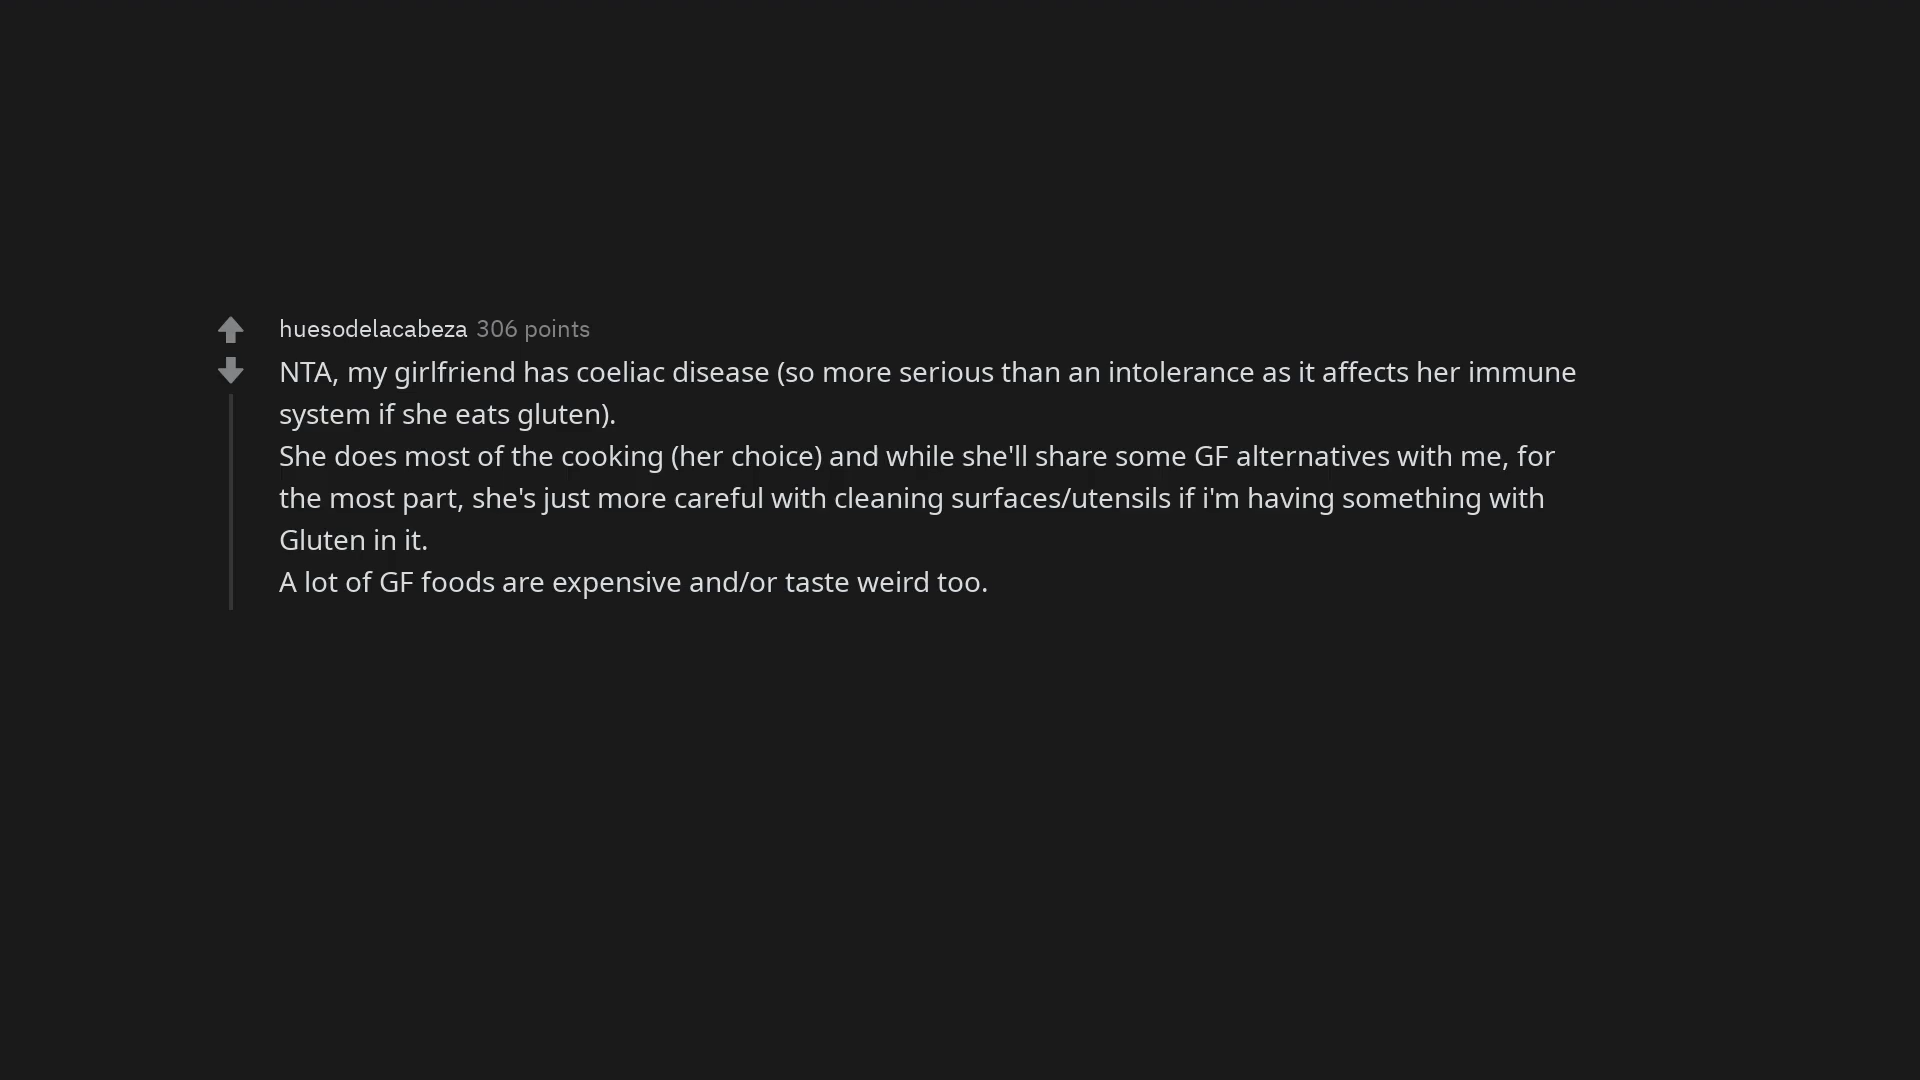 huesodelacabeza 306 points
NTA, my girlfriend has coeliac disease (so more serious than an intolerance as it affects her immune
system if she eats gluten).
She does most of the cooking (her choice) and while she'll share some GF alternatives with me, for
the most part, she's just more careful with cleaning surfaces/utensils if i'm having something with
Gluten in it.
A lot of GF foods are expensive and/or taste weird too.